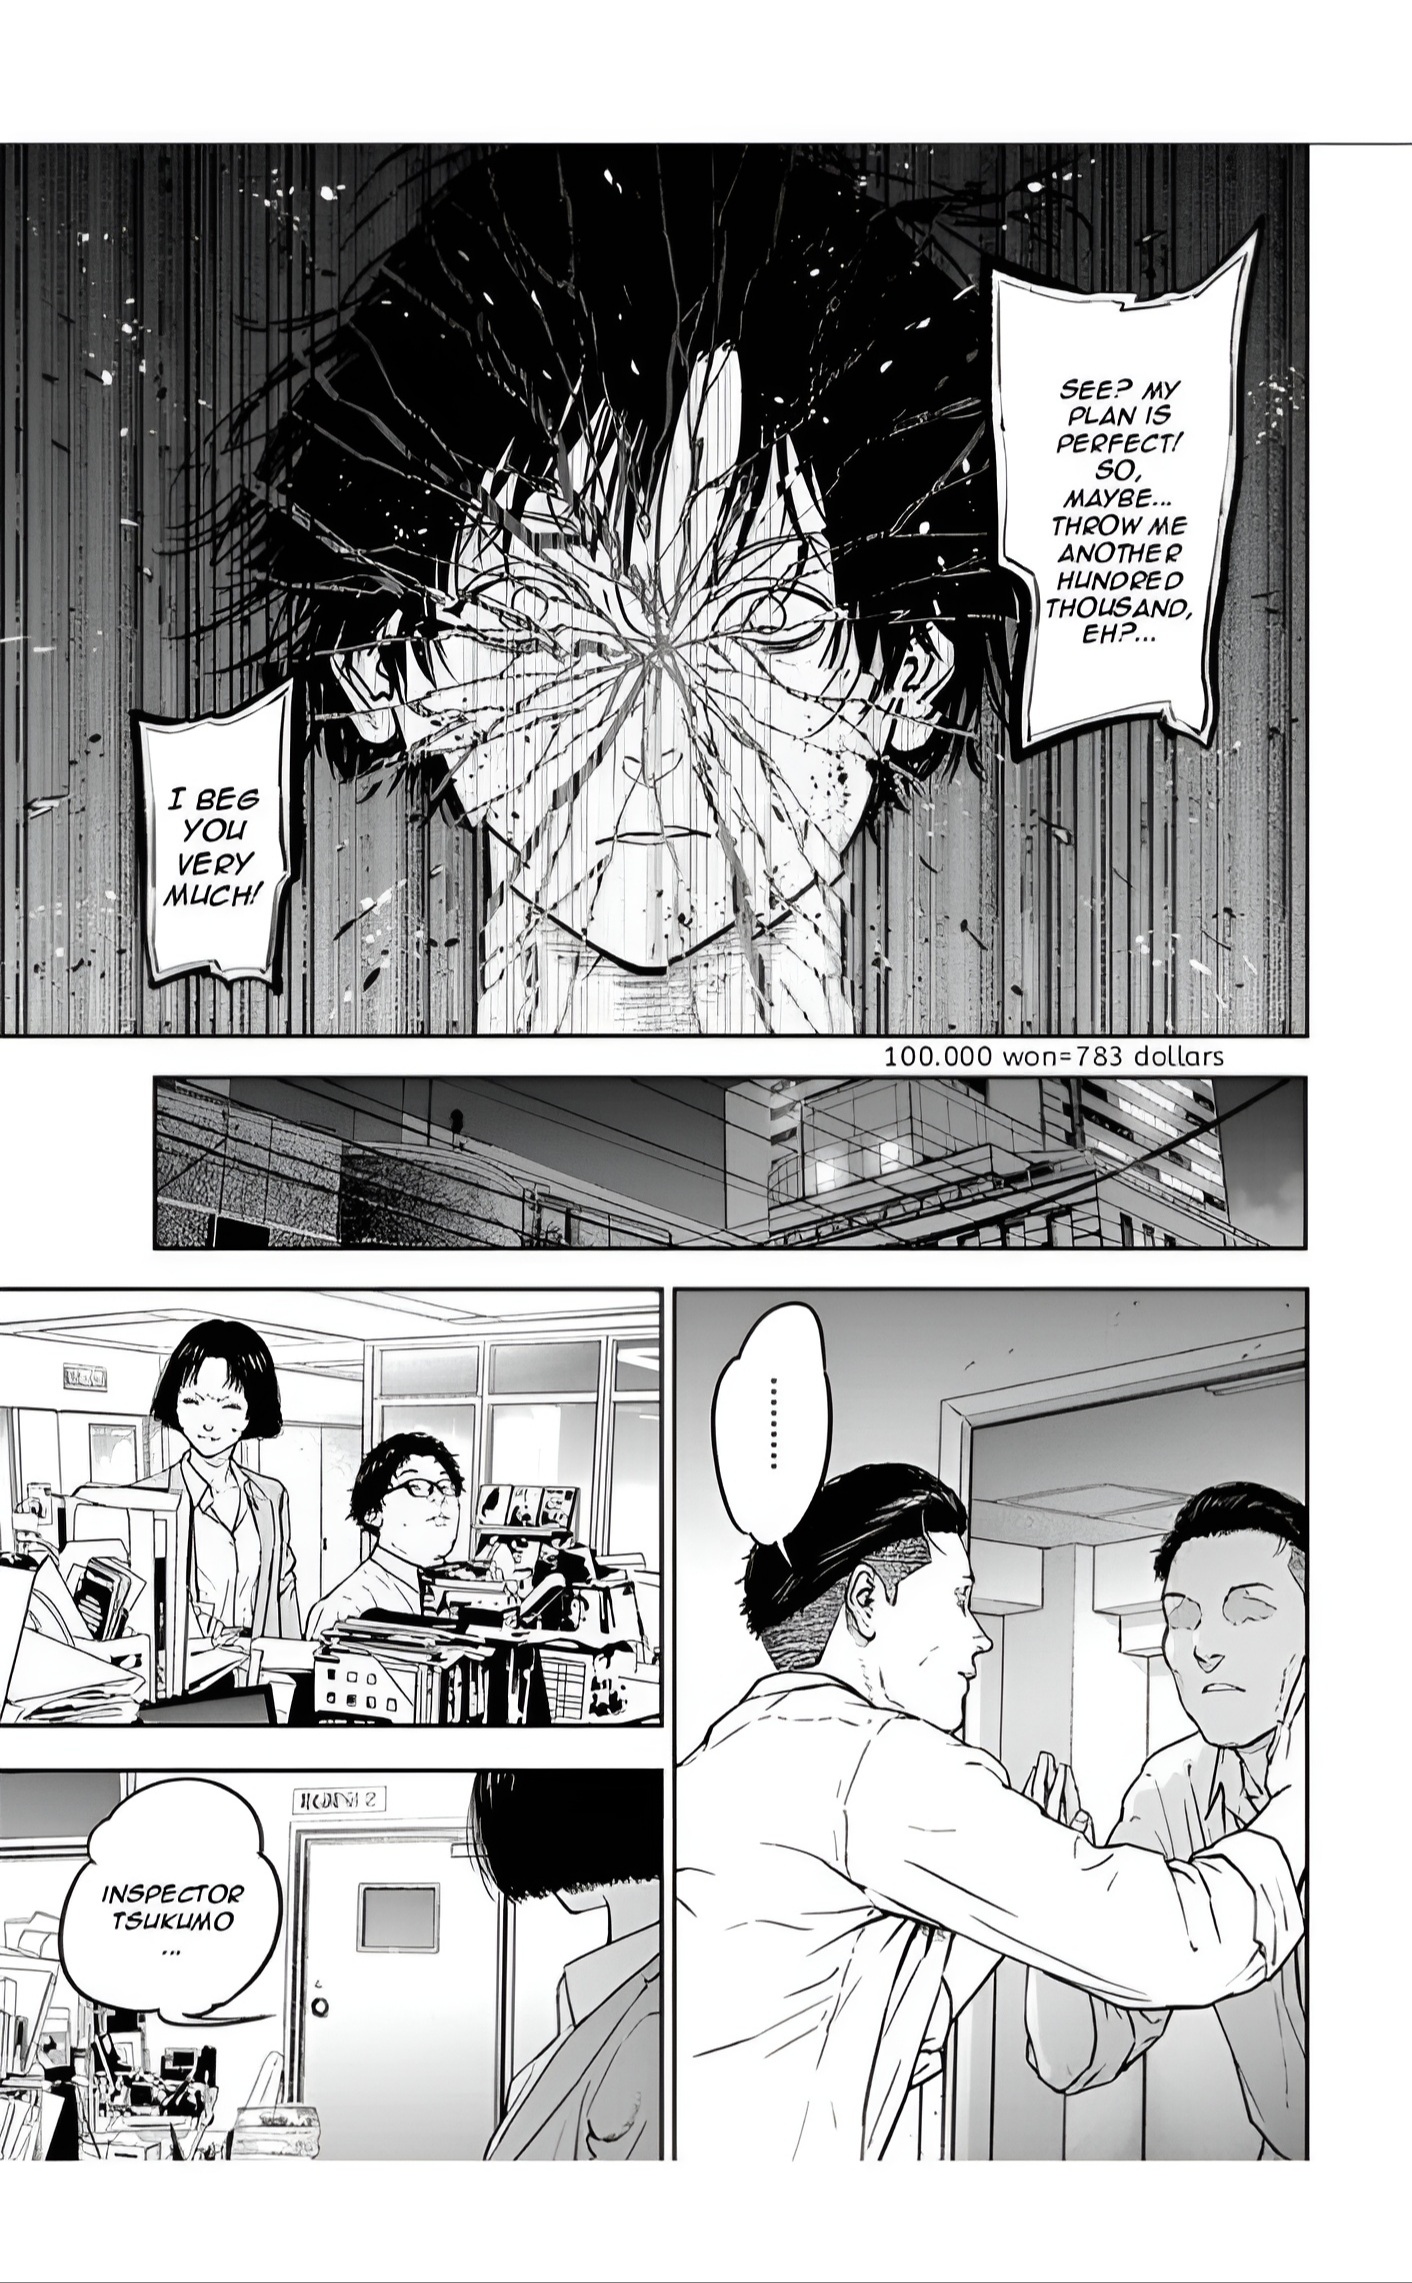 SEE? MY
PLAN IS
PERFECT!
SO,
MAYBE...
THROW ME
ANOTHER
HUNDRED
THOUSAND,
EH?...
I BEG
YOU
VERY
MUCH!
100.000 won=783 dollars
.........
INSPECTOR
TSUKUMO
...